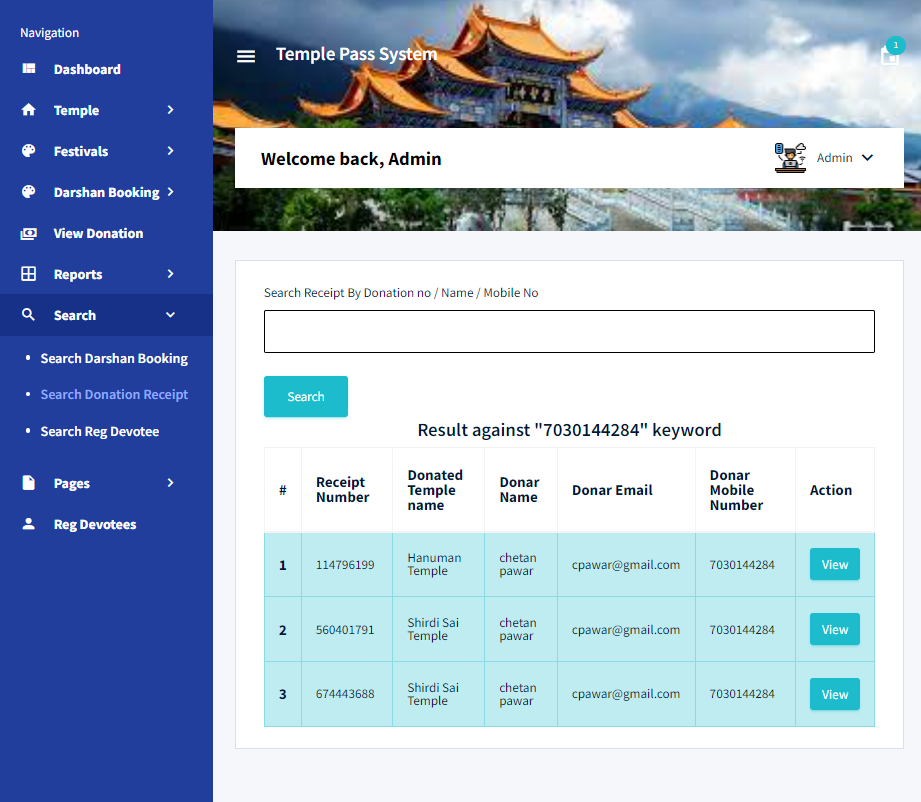 Navigation
Dashboard
Temple
Festivals
Darshan Booking
View Donation
Reports
Search
Search Darshan Booking
Search Donation Receipt
Search Reg Devotee
Pages
Reg Devotees
Temple Pass System
1
Welcome back, Admin
Admin
Search Receipt By Donation no / Name / Mobile No
Search
Result against "7030144284" keyword
# Receipt Number Donated Temple name Donar Name Donar Email Donar Mobile Number Action
1 114796199 Hanuman Temple chetan pawar cpawar@gmail.com 7030144284 View
2 560401791 Shirdi Sai Temple chetan pawar cpawar@gmail.com 7030144284 View
3 674443688 Shirdi Sai Temple chetan pawar cpawar@gmail.com 7030144284 View